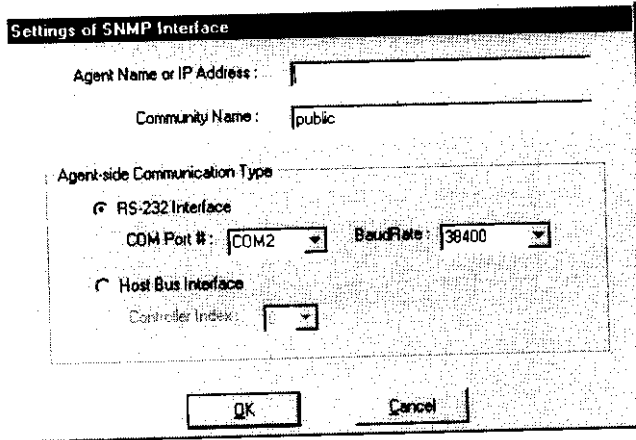 Settings of SNMP Interface
Agent Name or IP Address :
Community Name : public
Agent-side Communication Type
RS-232 Interface
COM Port # : COM2 BaudRate : 38400
Host Bus Interface
Controller Index :
OK Cancel